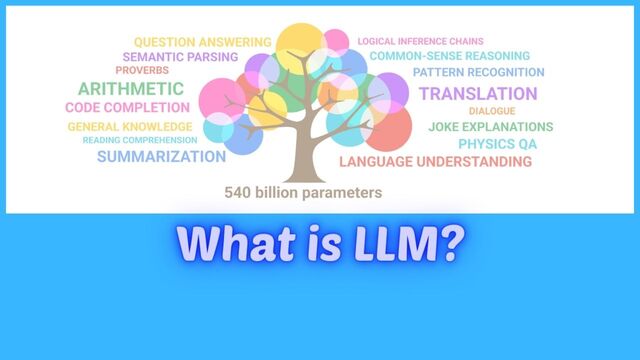 QUESTION ANSWERING
SEMANTIC PARSING
PROVERBS
ARITHMETIC
CODE COMPLETION
GENERAL KNOWLEDGE
READING COMPREHENSION
SUMMARIZATION
LOGICAL INFERENCE CHAINS
COMMON-SENSE REASONING
PATTERN RECOGNITION
TRANSLATION
DIALOGUE
JOKE EXPLANATIONS
PHYSICS QA
LANGUAGE UNDERSTANDING
540 billion parameters
What is LLM?